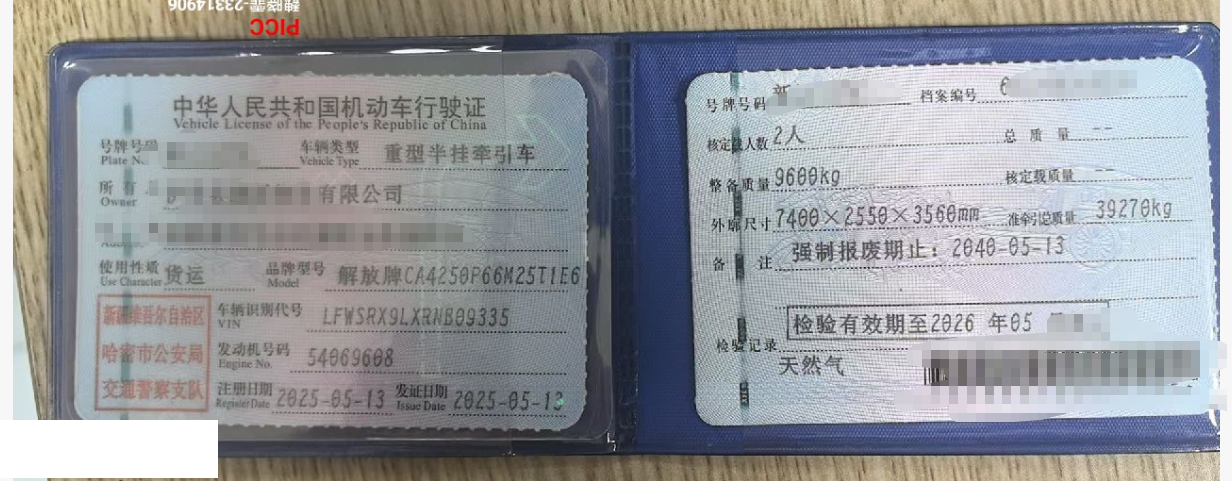 魏晓霏-23314906
PICC
中华人民共和国机动车行驶证
Vehicle License of the People's Republic of China
号牌号码
Plate No.
车辆类型 重型半挂牵引车
Vehicle Type
所有
Owner
有限公司
使用性质 货运
Use Character
品牌型号 解放牌CA4250P66M25T1E6
Model
新疆维吾尔自治区
哈密市公安局
交通警察支队
车辆识别代号 LFWSRX9LXRNB09335
VIN
发动机号码 54069608
Engine No.
注册日期 2025-05-13 发证日期 2025-05-13
Register Date Issue Date
号牌号码 新
档案编号 6
核定载人数 2人 总质量 --
整备质量 9600kg 核定载质量 --
外廓尺寸 7400×2550×3560mm 准牵引总质量 39270kg
备注 强制报废期止：2040-05-13
检验有效期至2026 年05
检验记录
天然气